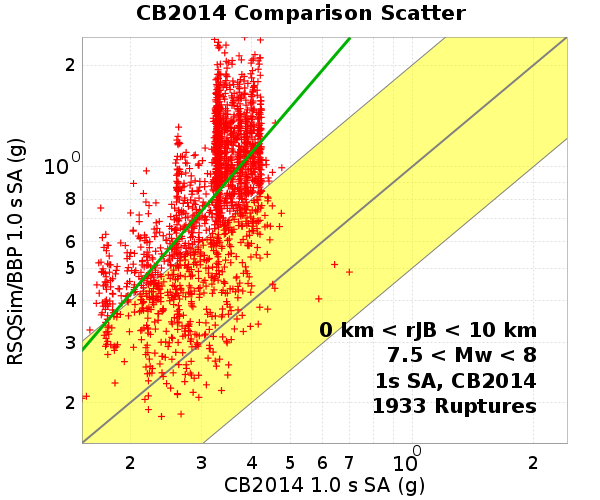 CB2014 Comparison Scatter
RSQSim/BBP 1.0 s SA (g)
2
10^0
8
6
5
4
3
2
0 km < rJB < 10 km
7.5 < Mw < 8
1s SA, CB2014
1933 Ruptures
2 3 4 5 6 7 10^0 2
CB2014 1.0 s SA (g)